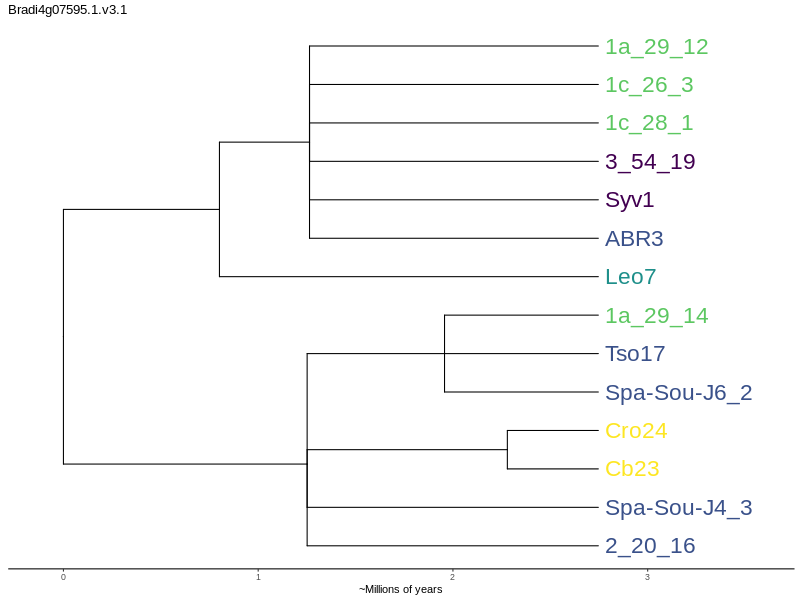 Bradi4g07595.1.v3.1
1a_29_12
1c_26_3
1c_28_1
3_54_19
Syv1
ABR3
Leo7
1a_29_14
Tso17
Spa-Sou-J6_2
Cro24
Cb23
Spa-Sou-J4_3
2_20_16
0 1 2 3
~Millions of years